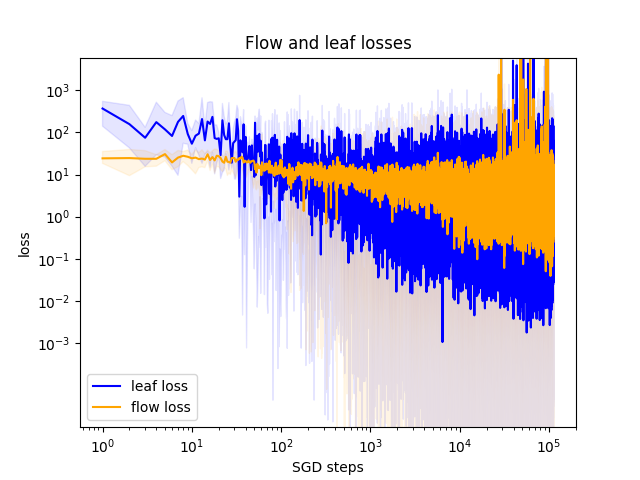 Flow and leaf losses
loss
10³
10²
10¹
10⁰
10⁻¹
10⁻²
10⁻³
leaf loss
flow loss
10⁰ 10¹ 10² 10³ 10⁴ 10⁵
SGD steps